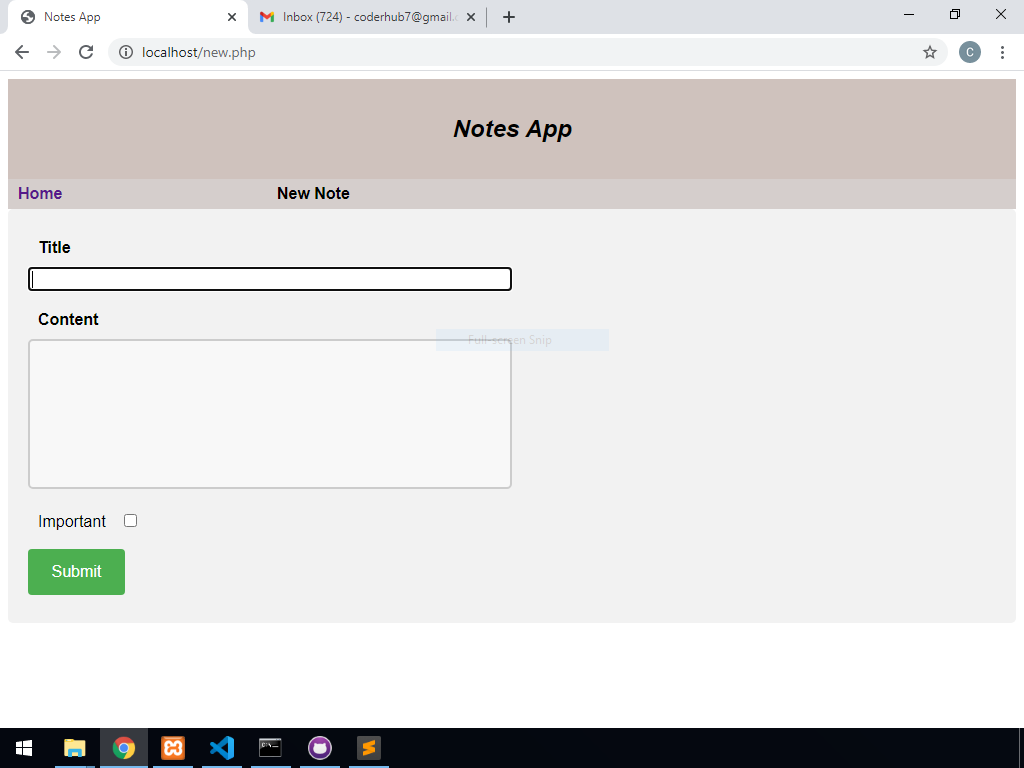 Notes App
Inbox (724) - coderhub7@gmail.c
localhost/new.php
C
Notes App
Home
New Note
Title
Content
Full-screen Snip
Important
Submit